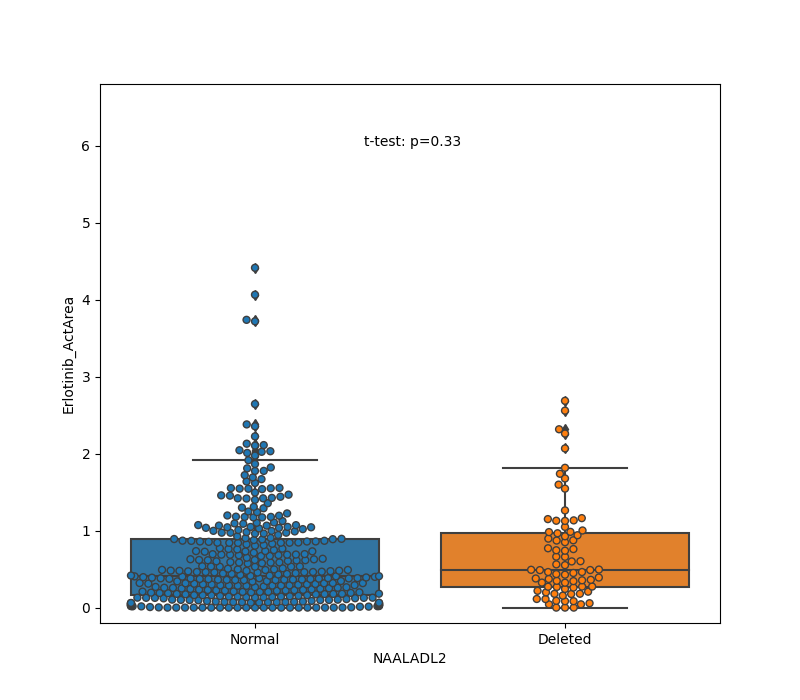 t-test: p=0.33
6
5
4
3
2
1
0
Erlotinib_ActArea
Normal
Deleted
NAALADL2